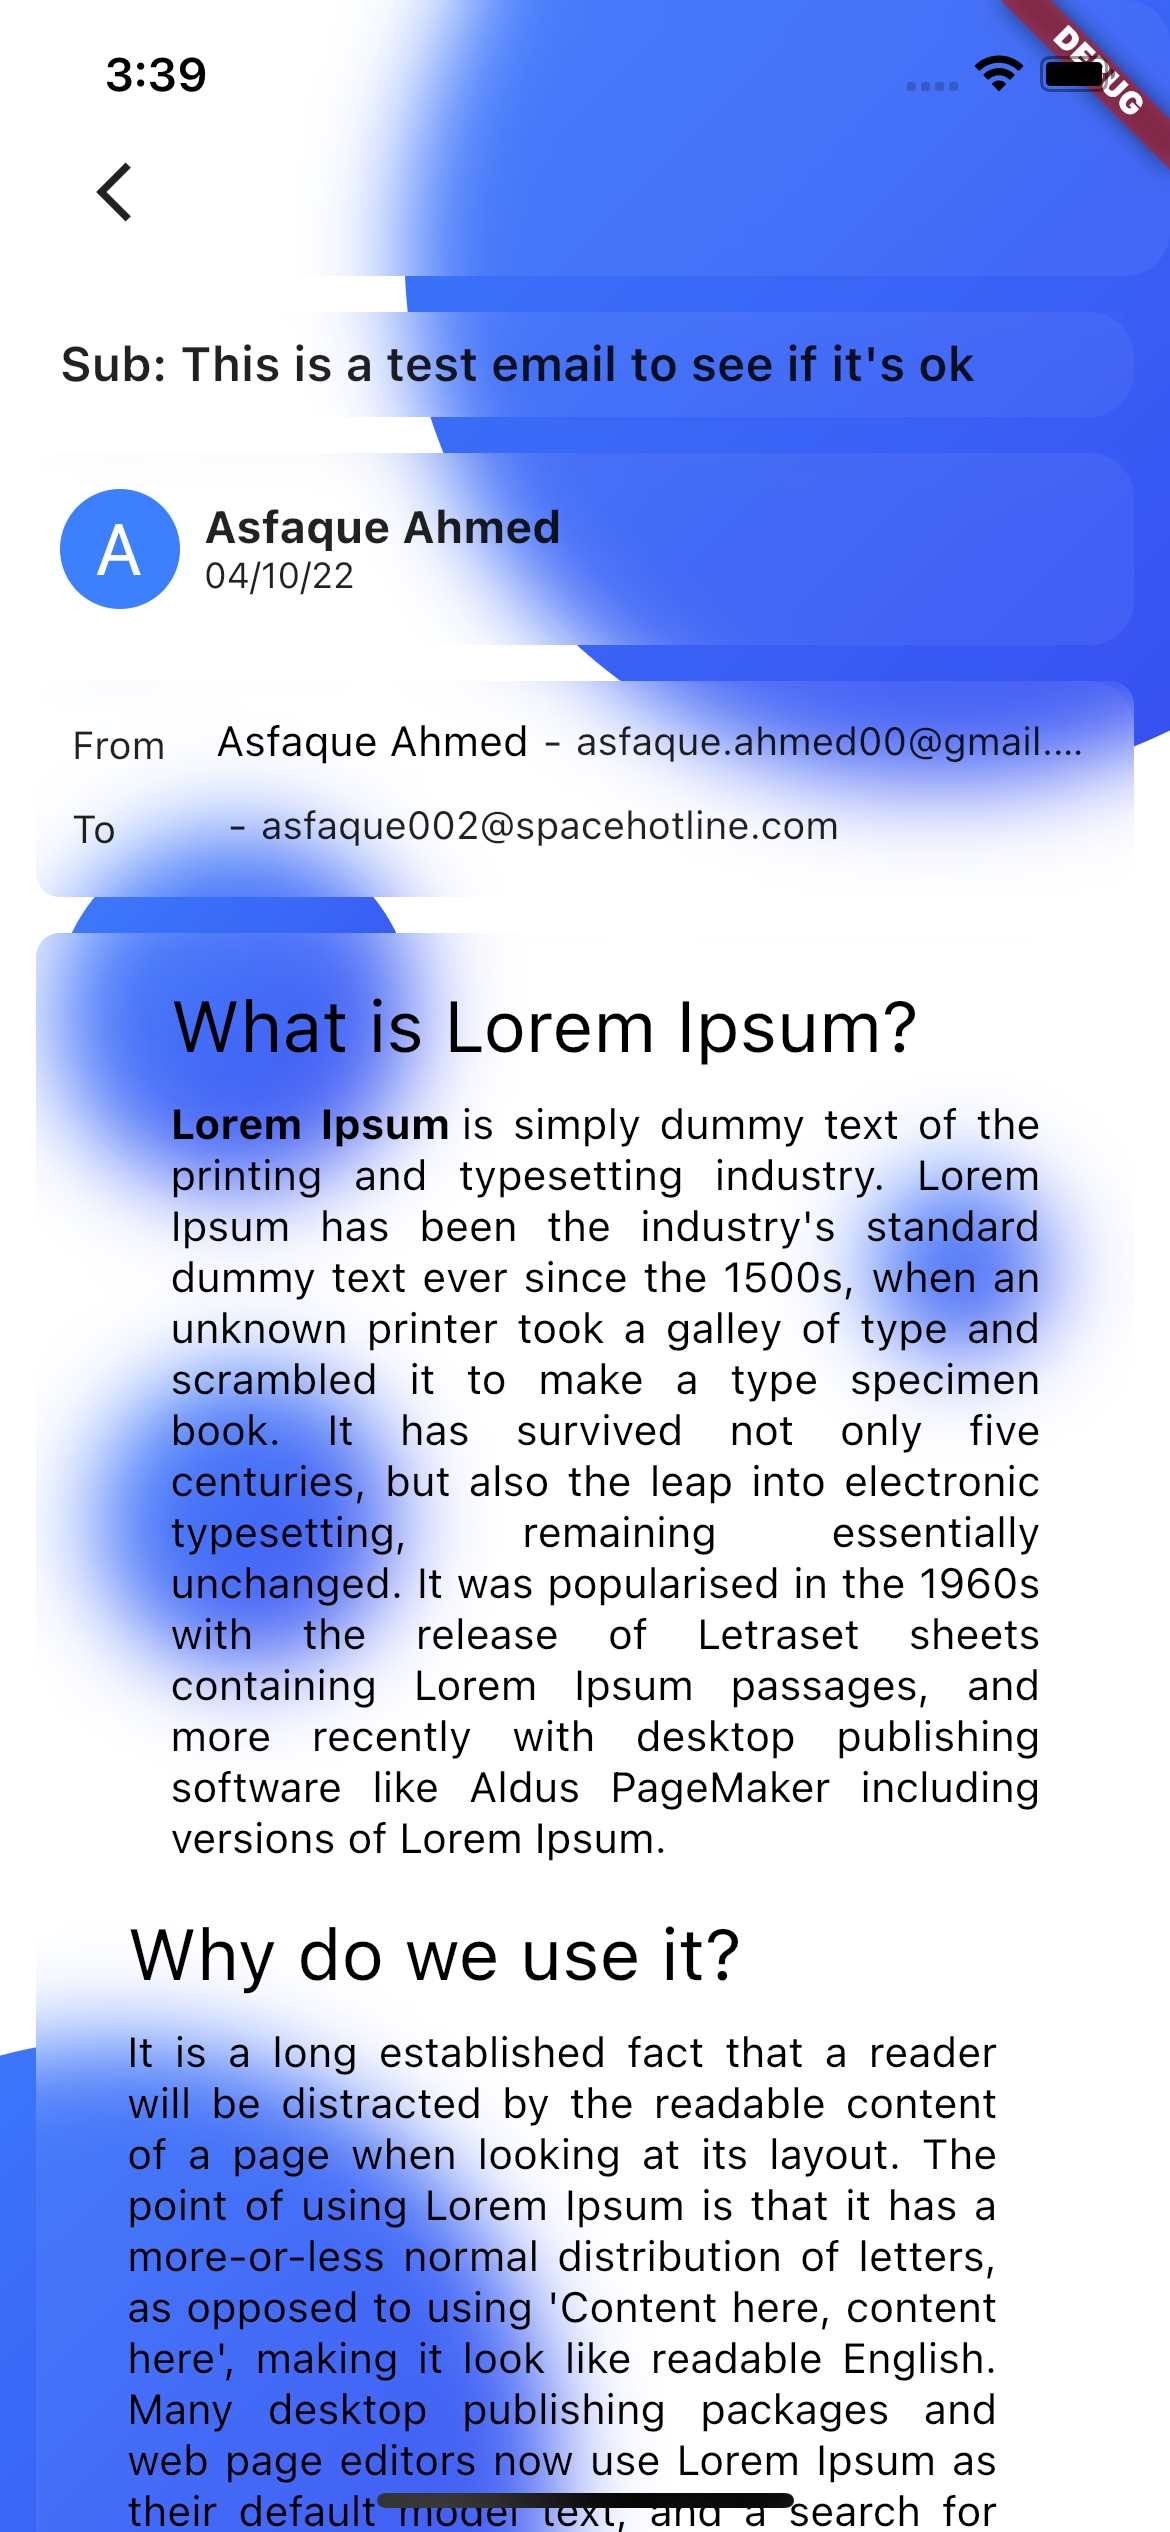 3:39
DEBUG
Sub: This is a test email to see if it's ok
A
Asfaque Ahmed
04/10/22
From Asfaque Ahmed - asfaque.ahmed00@gmail....
To - asfaque002@spacehotline.com
What is Lorem Ipsum?
Lorem Ipsum is simply dummy text of the
printing and typesetting industry. Lorem
Ipsum has been the industry's standard
dummy text ever since the 1500s, when an
unknown printer took a galley of type and
scrambled it to make a type specimen
book. It has survived not only five
centuries, but also the leap into electronic
typesetting, remaining essentially
unchanged. It was popularised in the 1960s
with the release of Letraset sheets
containing Lorem Ipsum passages, and
more recently with desktop publishing
software like Aldus PageMaker including
versions of Lorem Ipsum.
Why do we use it?
It is a long established fact that a reader
will be distracted by the readable content
of a page when looking at its layout. The
point of using Lorem Ipsum is that it has a
more-or-less normal distribution of letters,
as opposed to using 'Content here, content
here', making it look like readable English.
Many desktop publishing packages and
web page editors now use Lorem Ipsum as
their default model text, and a search for